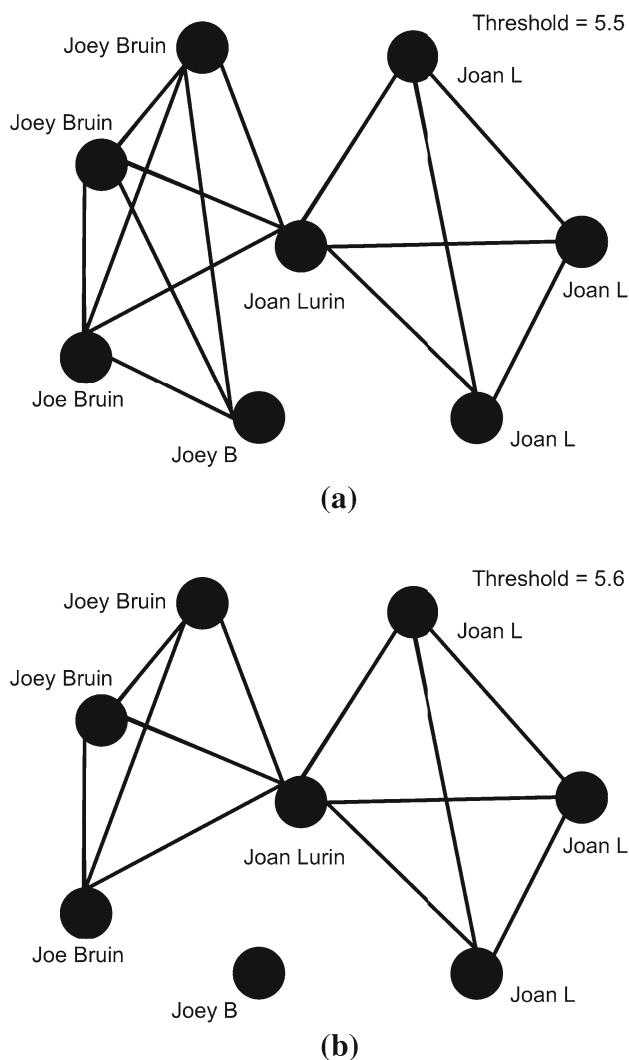 Threshold = 5.5
Joey Bruin
Joan L
Joey Bruin
Joan Lurin
Joan L
Joe Bruin
Joey B
Joan L
(a)
Threshold = 5.6
Joey Bruin
Joan L
Joey Bruin
Joan Lurin
Joan L
Joe Bruin
Joey B
Joan L
(b)